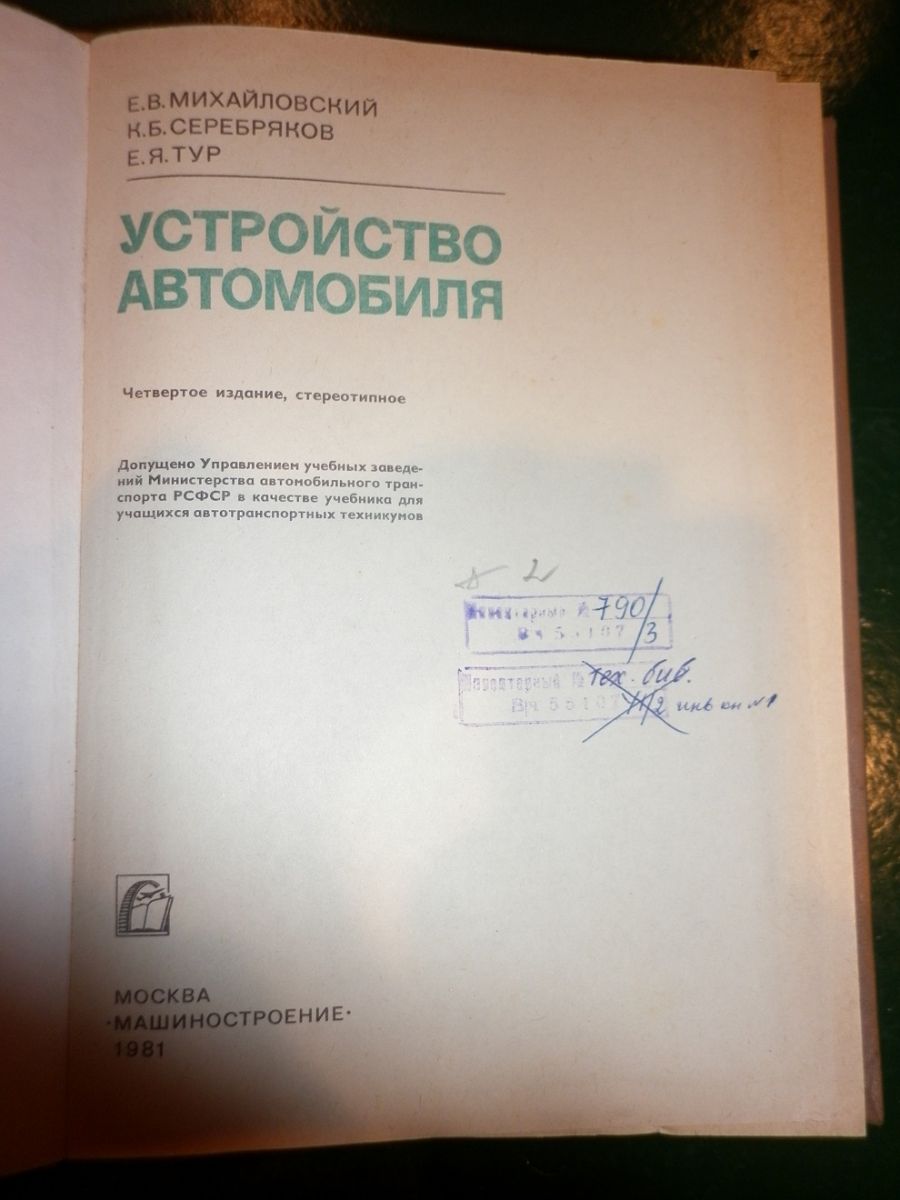 Е.В.МИХАЙЛОВСКИЙ
К.Б.СЕРЕБРЯКОВ
Е.Я.ТУР
УСТРОЙСТВО
АВТОМОБИЛЯ
Четвертое издание, стереотипное
Допущено Управлением учебных заведе-
ний Министерства автомобильного тран-
спорта РСФСР в качестве учебника для
учащихся автотранспортных техникумов
2
790/3
тех. биб.
МОСКВА
·МАШИНОСТРОЕНИЕ·
1981